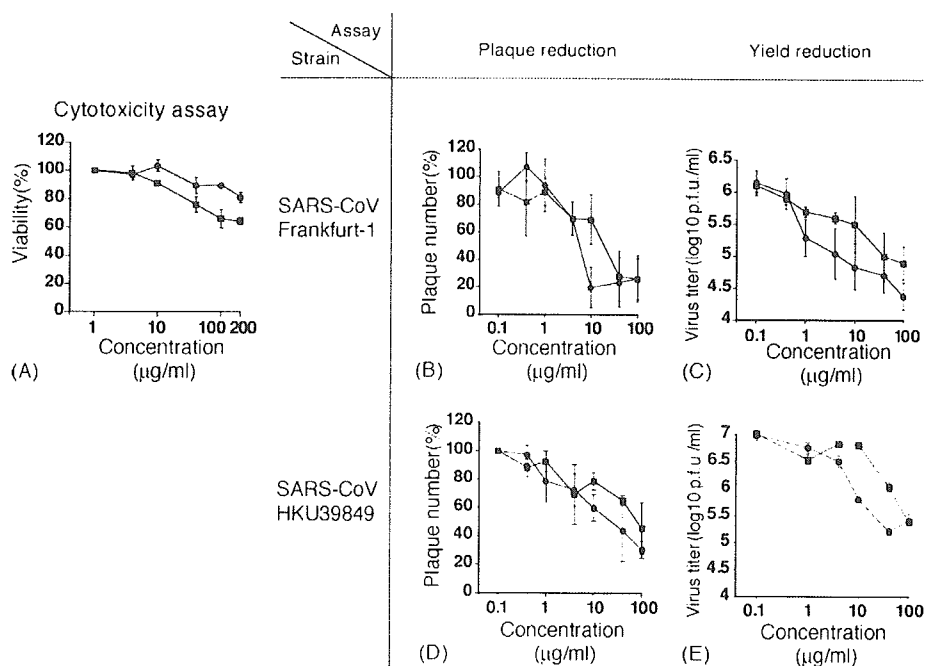 Assay
Strain
Plaque reduction
Yield reduction
Cytotoxicity assay
120
100
80
60
40
20
0
Viability(%)
1
10
100
200
Concentration
(μg/ml)
(A)
SARS-CoV
Frankfurt-1
120
100
80
60
40
20
0
Plaque number(%)
0.1
1
10
100
Concentration
(μg/ml)
(B)
6.5
6
5.5
5
4.5
4
Virus titer(log10 p.f.u./ml)
0.1
1
10
100
Concentration
(μg/ml)
(C)
SARS-CoV
HKU39849
120
100
80
60
40
20
0
Plaque number(%)
0.1
1
10
100
Concentration
(μg/ml)
(D)
7
6.5
6
5.5
5
4.5
4
Virus titer(log10 p.f.u /ml)
0.1
1
10
100
Concentration
(μg/ml)
(E)